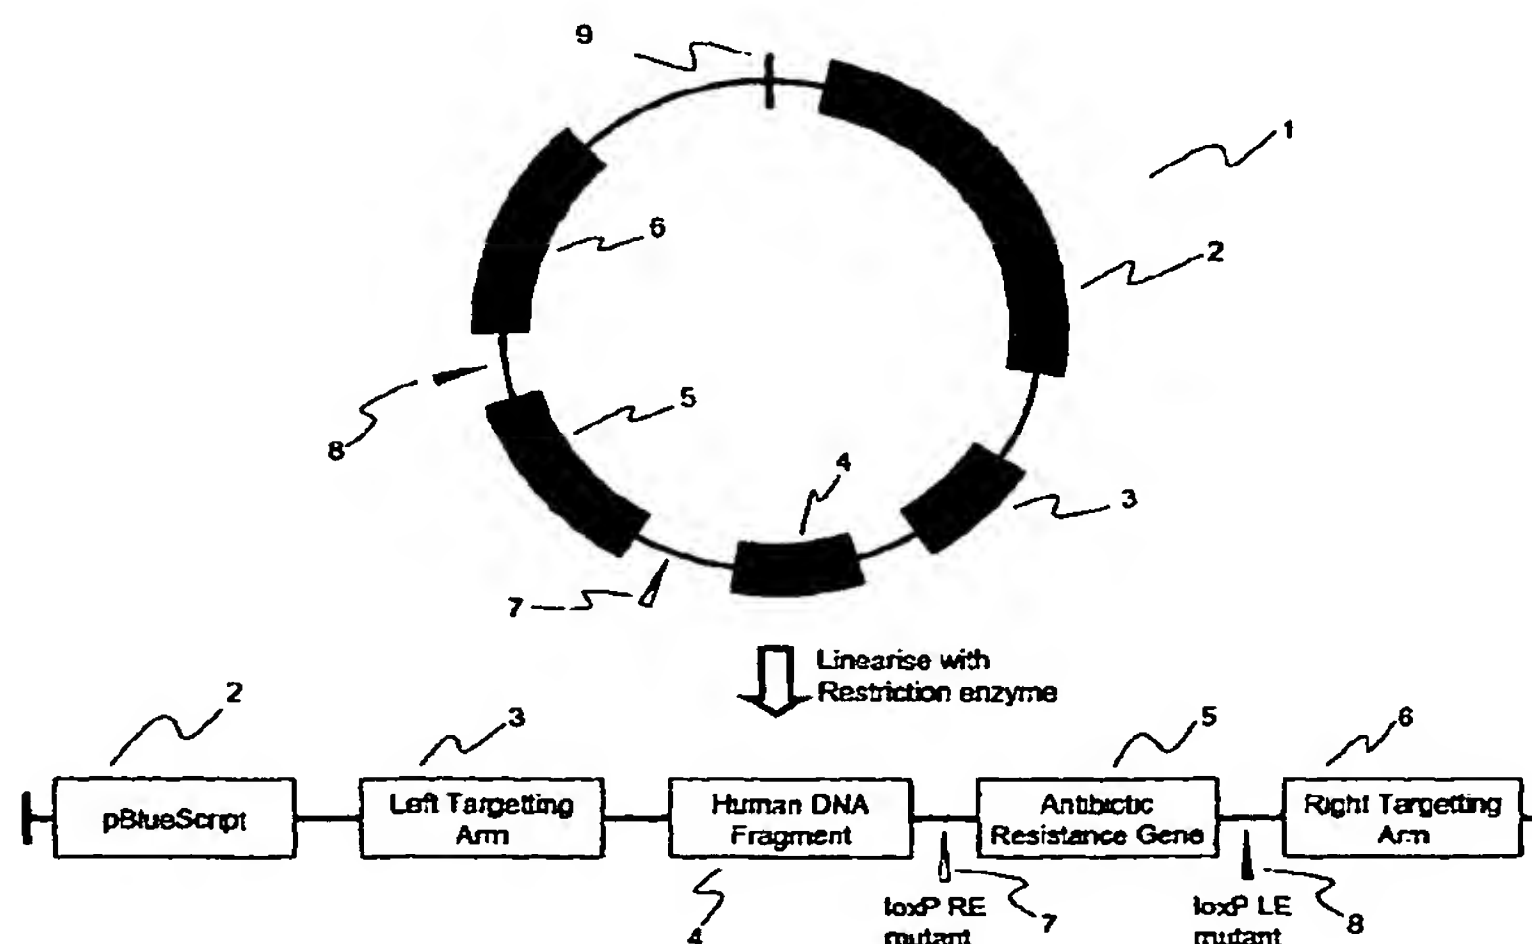 9
1
2
6
5
8
4
3
7
Linearise with
Restriction enzyme
2
3
5
6
pBlueScript
Left Targetting
Arm
Human DNA
Fragment
Antibiotic
Resistance Gene
Right Targetting
Arm
4
loxP RE
mutant
7
loxP LE
mutant
8